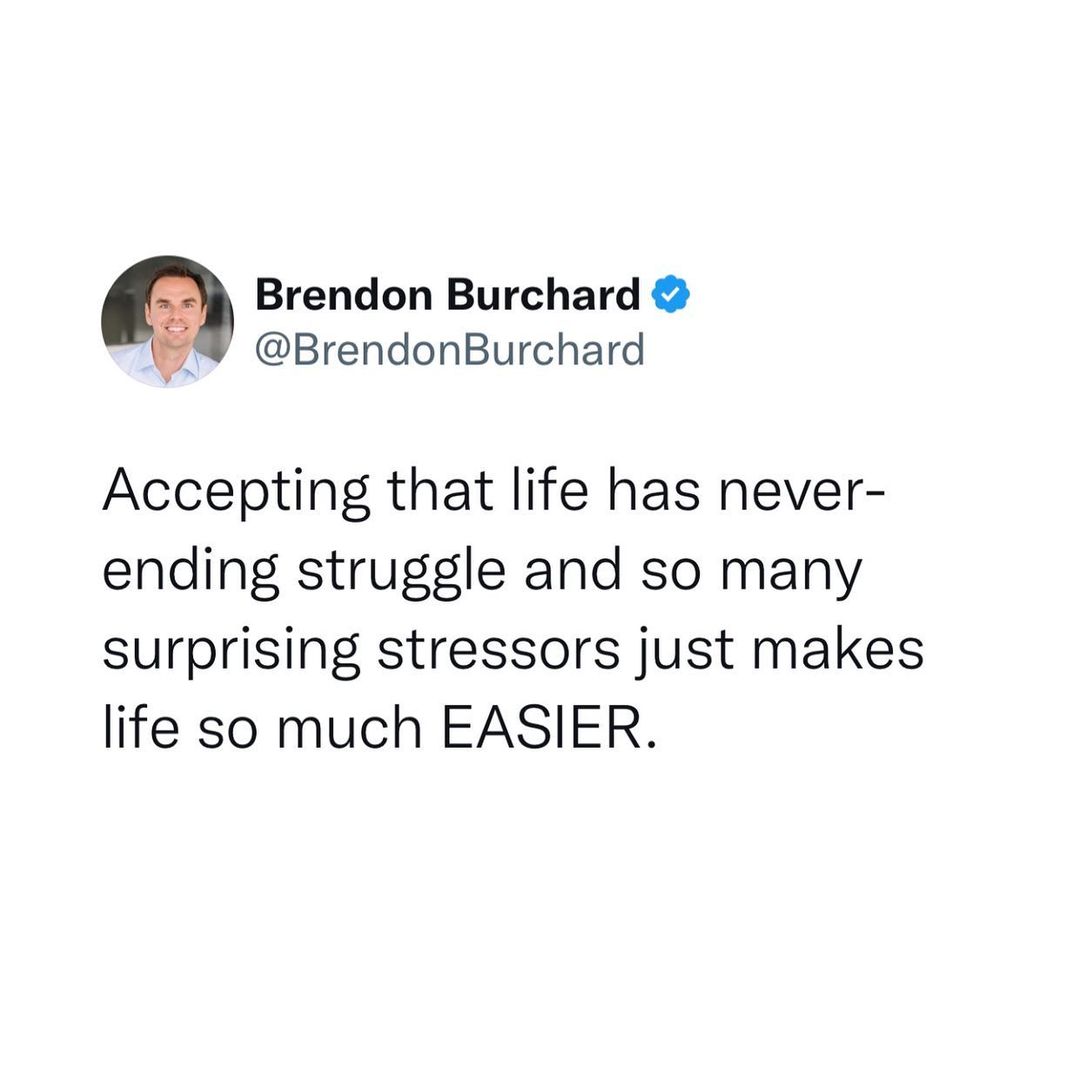 Brendon Burchard
@BrendonBurchard
Accepting that life has never-
ending struggle and so many
surprising stressors just makes
life so much EASIER.